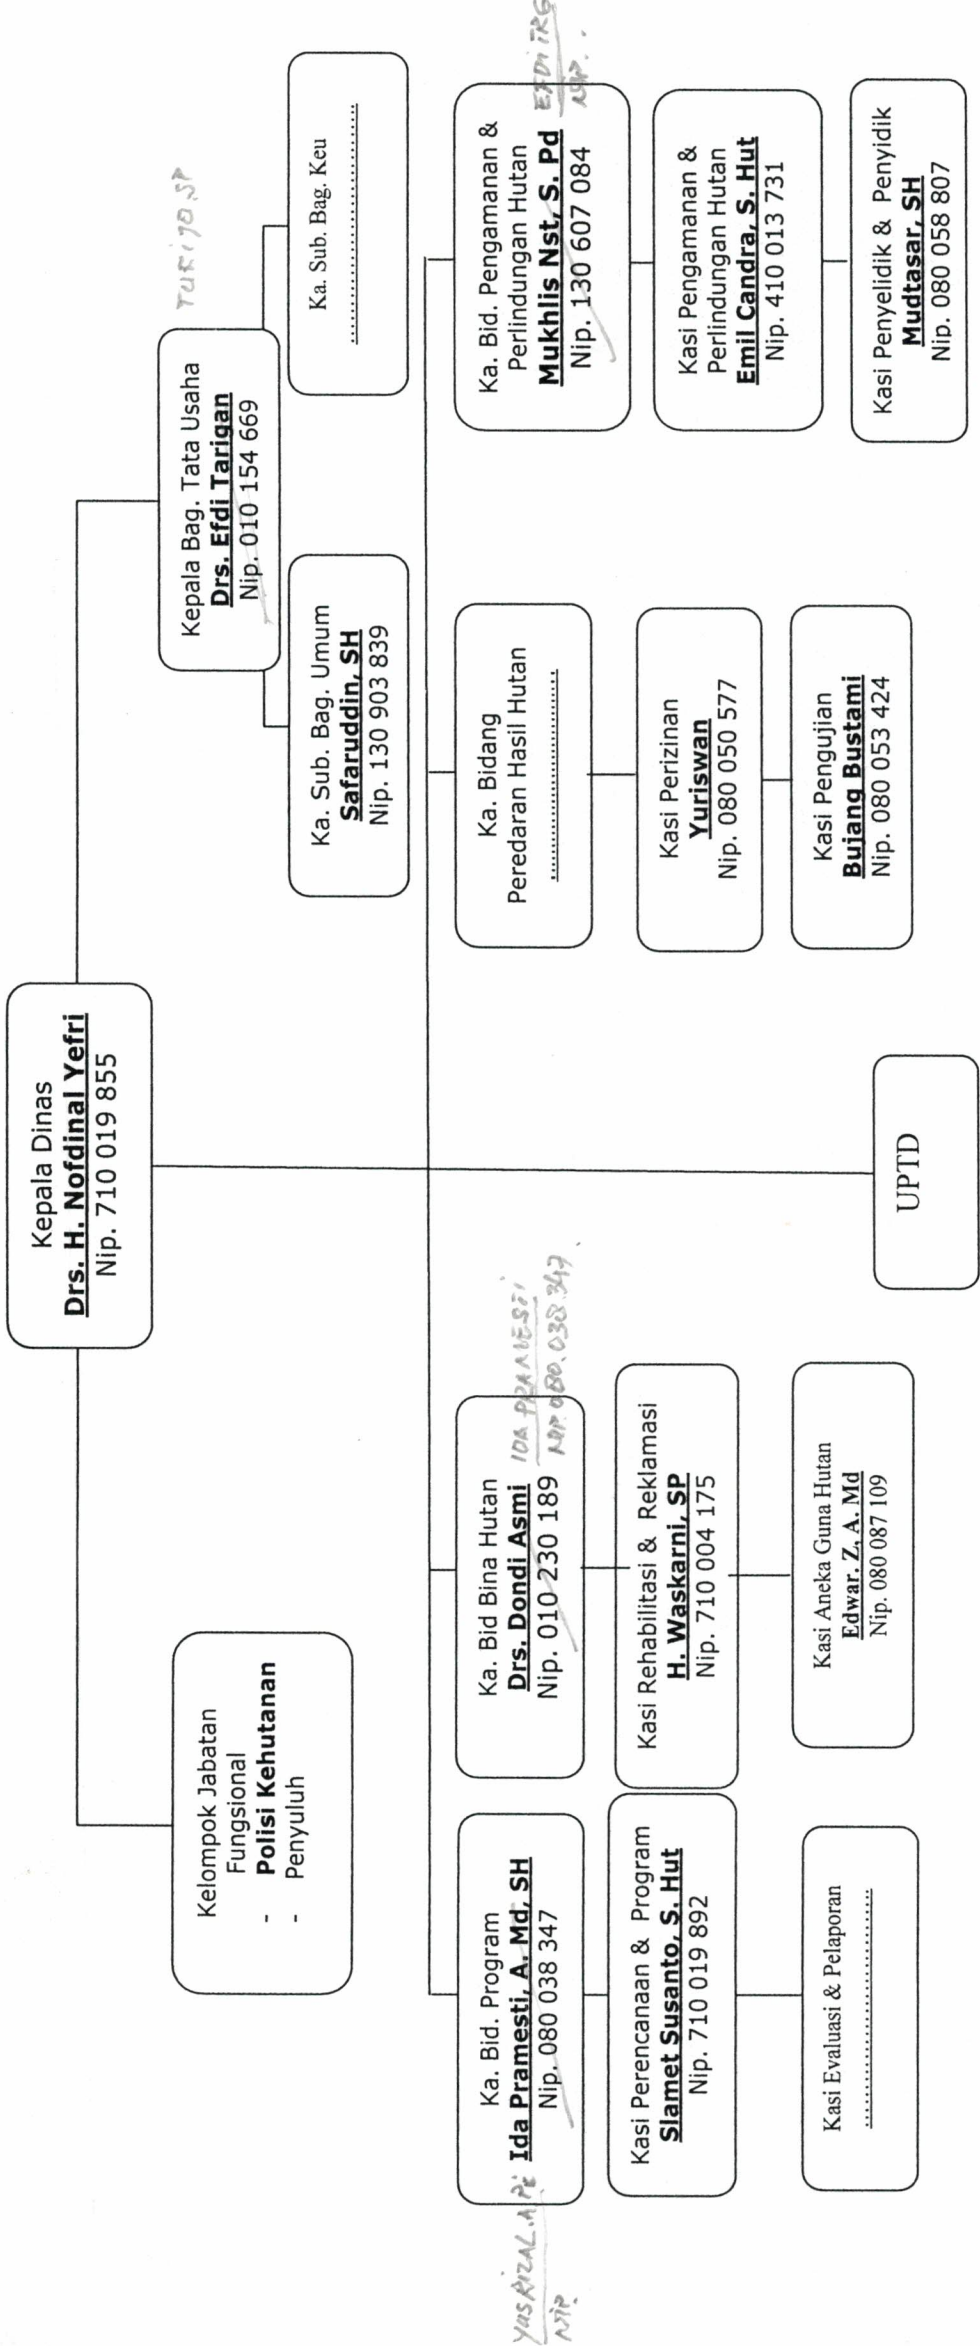 Kepala Dinas
Drs. H. Nofdinal Yefri
Nip. 710 019 855
Kelompok Jabatan
Fungsional
- Polisi Kehutanan
- Penyuluh
Kepala Bag. Tata Usaha
Drs. Efdi Tarigan
Nip. 010 154 669
TURIJO, SP
Ka. Sub. Bag. Umum
Safaruddin, SH
Nip. 130 903 839
Ka. Sub. Bag. Keu
..........................
Ka. Bid. Program
Ida Pramesti, A. Md, SH
Nip. 080 038 347
YUSRIZAL.A.Pi
NIP.
Kasi Perencanaan & Program
Slamet Susanto, S. Hut
Nip. 710 019 892
Kasi Evaluasi & Pelaporan
..........................
Ka. Bid Bina Hutan
Drs. Dondi Asmi
Nip. 010 230 189
IDA PRAMESTI
NIP. 080.038.347
Kasi Rehabilitasi & Reklamasi
H. Waskarni, SP
Nip. 710 004 175
Kasi Aneka Guna Hutan
Edwar. Z, A. Md
Nip. 080 087 109
UPTD
Ka. Bidang
Peredaran Hasil Hutan
..........................
Kasi Perizinan
Yuriswan
Nip. 080 050 577
Kasi Pengujian
Bujang Bustami
Nip. 080 053 424
Ka. Bid. Pengamanan &
Perlindungan Hutan
Mukhlis Nst, S. Pd
Nip. 130 607 084
EFDI
NIP.
Kasi Pengamanan &
Perlindungan Hutan
Emil Candra, S. Hut
Nip. 410 013 731
Kasi Penyelidik & Penyidik
Mudtasar, SH
Nip. 080 058 807